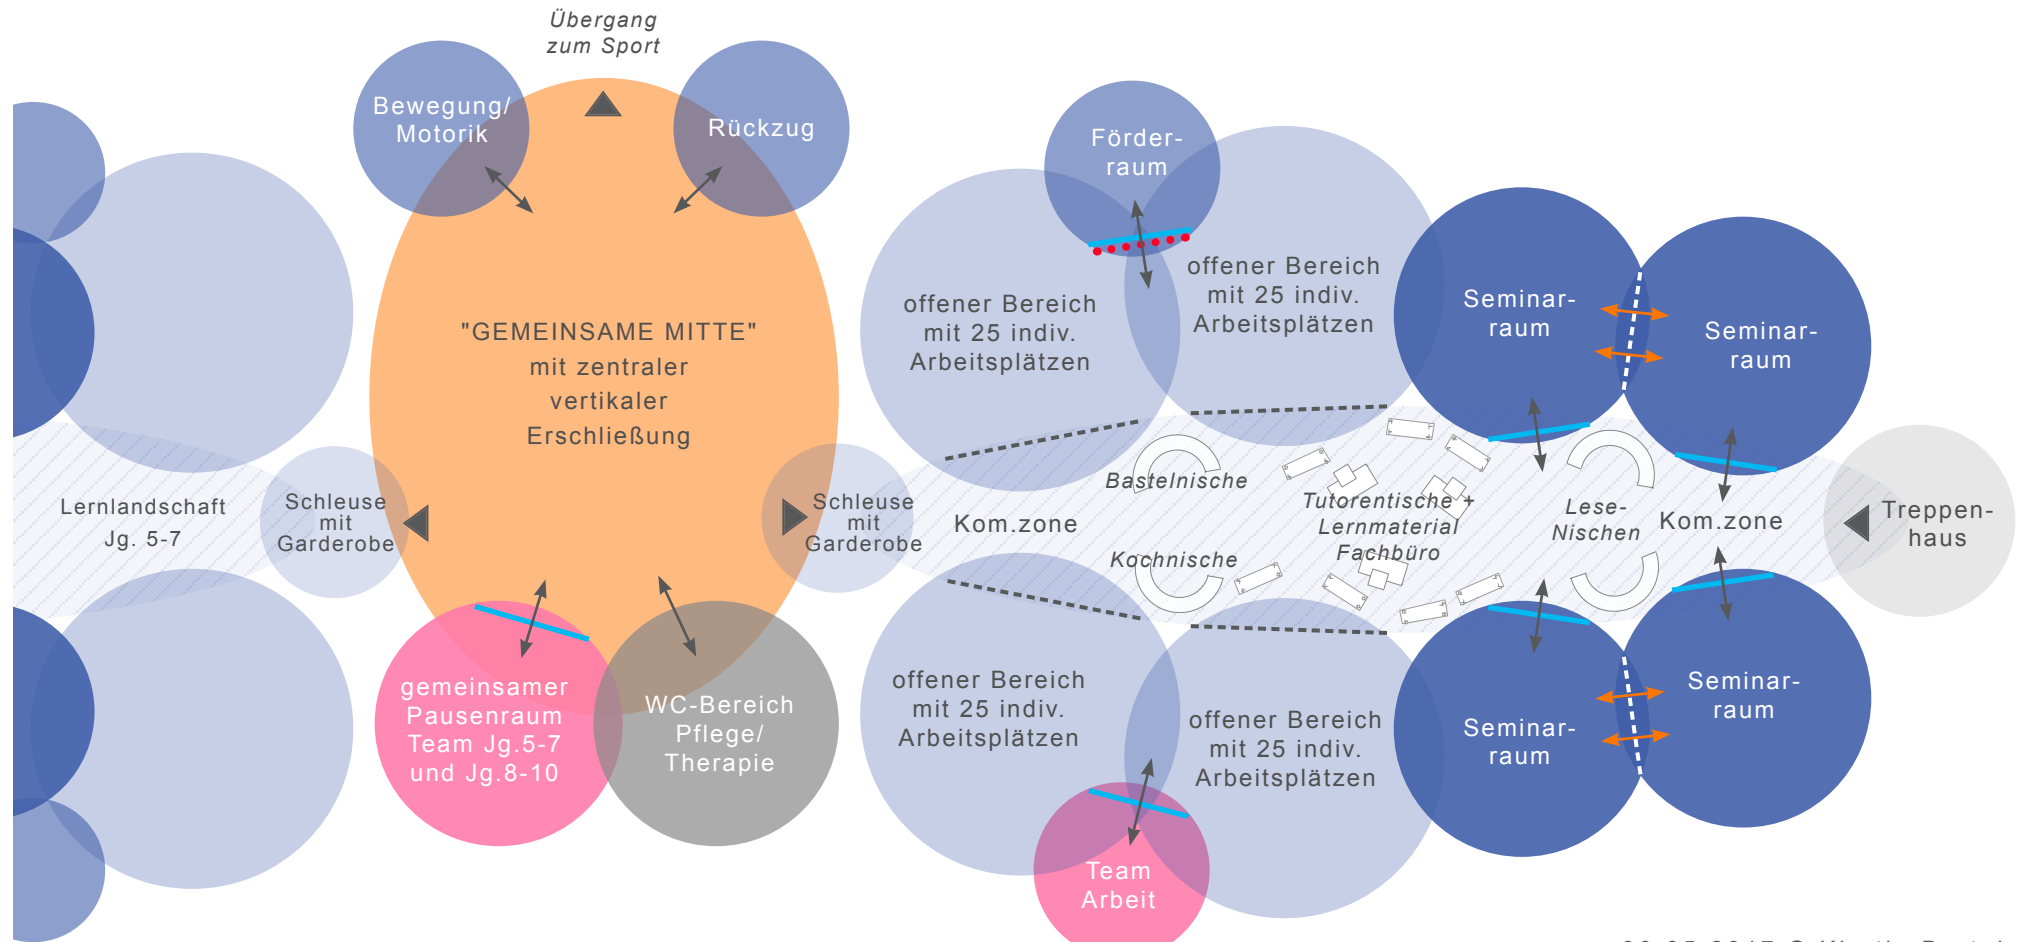 Übergang
zum Sport
Bewegung/
Motorik
Rückzug
"GEMEINSAME MITTE"
mit zentraler
vertikaler
Erschließung
Lernlandschaft
Jg. 5-7
Schleuse
mit
Garderobe
Schleuse
mit
Garderobe
gemeinsamer
Pausenraum
Team Jg.5-7
und Jg.8-10
WC-Bereich
Pflege/
Therapie
Förder-
raum
offener Bereich
mit 25 indiv.
Arbeitsplätzen
offener Bereich
mit 25 indiv.
Arbeitsplätzen
Seminar-
raum
Seminar-
raum
Bastelnische
Kom.zone
Kochnische
Tutorentische +
Lernmaterial
Fachbüro
Lese-
Nischen
Kom.zone
Treppen-
haus
offener Bereich
mit 25 indiv.
Arbeitsplätzen
offener Bereich
mit 25 indiv.
Arbeitsplätzen
Seminar-
raum
Seminar-
raum
Team
Arbeit